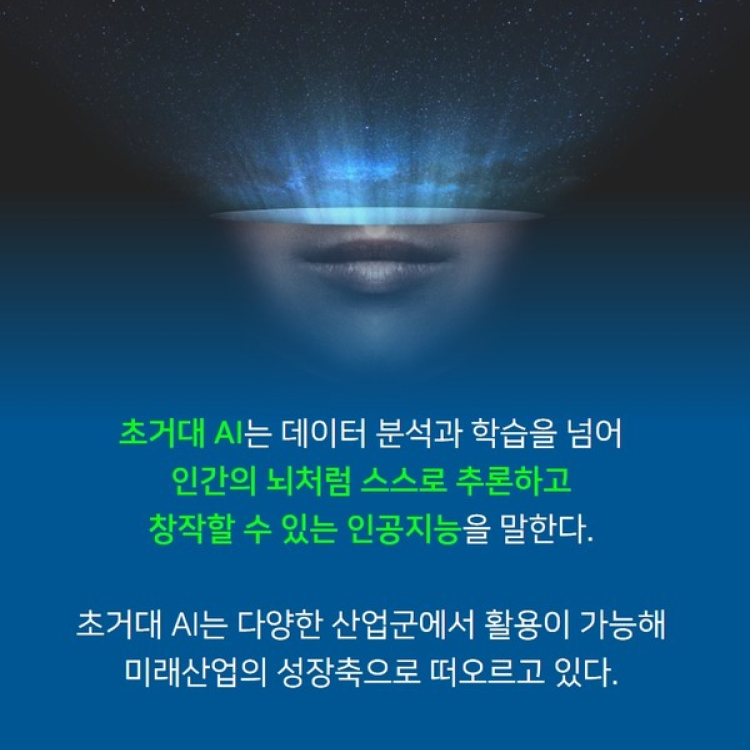 초거대 AI는 데이터 분석과 학습을 넘어
인간의 뇌처럼 스스로 추론하고
창작할 수 있는 인공지능을 말한다.
초거대 AI는 다양한 산업군에서 활용이 가능해
미래산업의 성장축으로 떠오르고 있다.